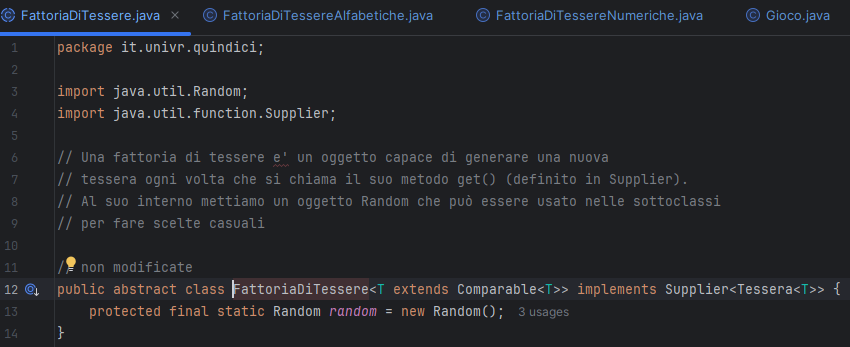 FattoriaDiTessere.java × FattoriaDiTessereAlfabetiche.java FattoriaDiTessereNumeriche.java Gioco.java
1 package it.univr.quindici;
2
3 import java.util.Random;
4 import java.util.function.Supplier;
5
6 // Una fattoria di tessere e' un oggetto capace di generare una nuova
7 // tessera ogni volta che si chiama il suo metodo get() (definito in Supplier).
8 // Al suo interno mettiamo un oggetto Random che può essere usato nelle sottoclassi
9 // per fare scelte casuali
10
11 // non modificate
12 public abstract class FattoriaDiTessere<T extends Comparable<T>> implements Supplier<Tessera<T>> {
13 protected final static Random random = new Random(); 3 usages
14 }